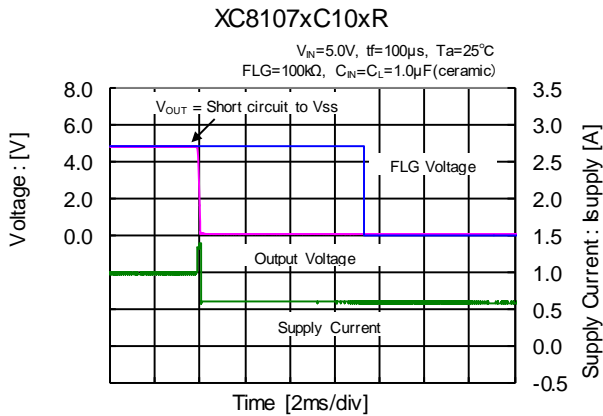 XC8107xC10xR
VIN=5.0V, tf=100μs, Ta=25°C
FLG=100kΩ, CIN=CL=1.0μF(ceramic)
8.0
6.0
4.0
2.0
0.0
Voltage : [V]
VOUT = Short circuit to Vss
FLG Voltage
Output Voltage
Supply Current
3.5
3.0
2.5
2.0
1.5
1.0
0.5
0.0
-0.5
Supply Current : Isupply [A]
Time [2ms/div]